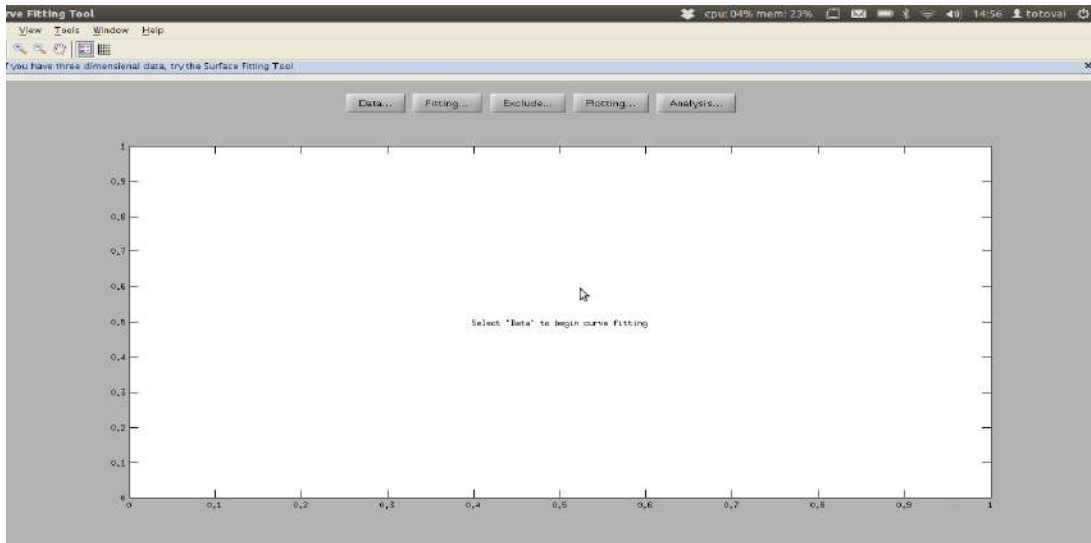 rve Fitting Tool cpu: 04% mem: 23% 14:56 totovai
View Tools Window Help
f you have three dimensional data, try the Surface Fitting Tool
Data... Fitting... Exclude... Plotting... Analysis...
1
0.9
0.8
0.7
0.6
0.5
Select "Data" to begin curve fitting
0.4
0.3
0.2
0.1
0
0 0.1 0.2 0.3 0.4 0.5 0.6 0.7 0.8 0.9 1